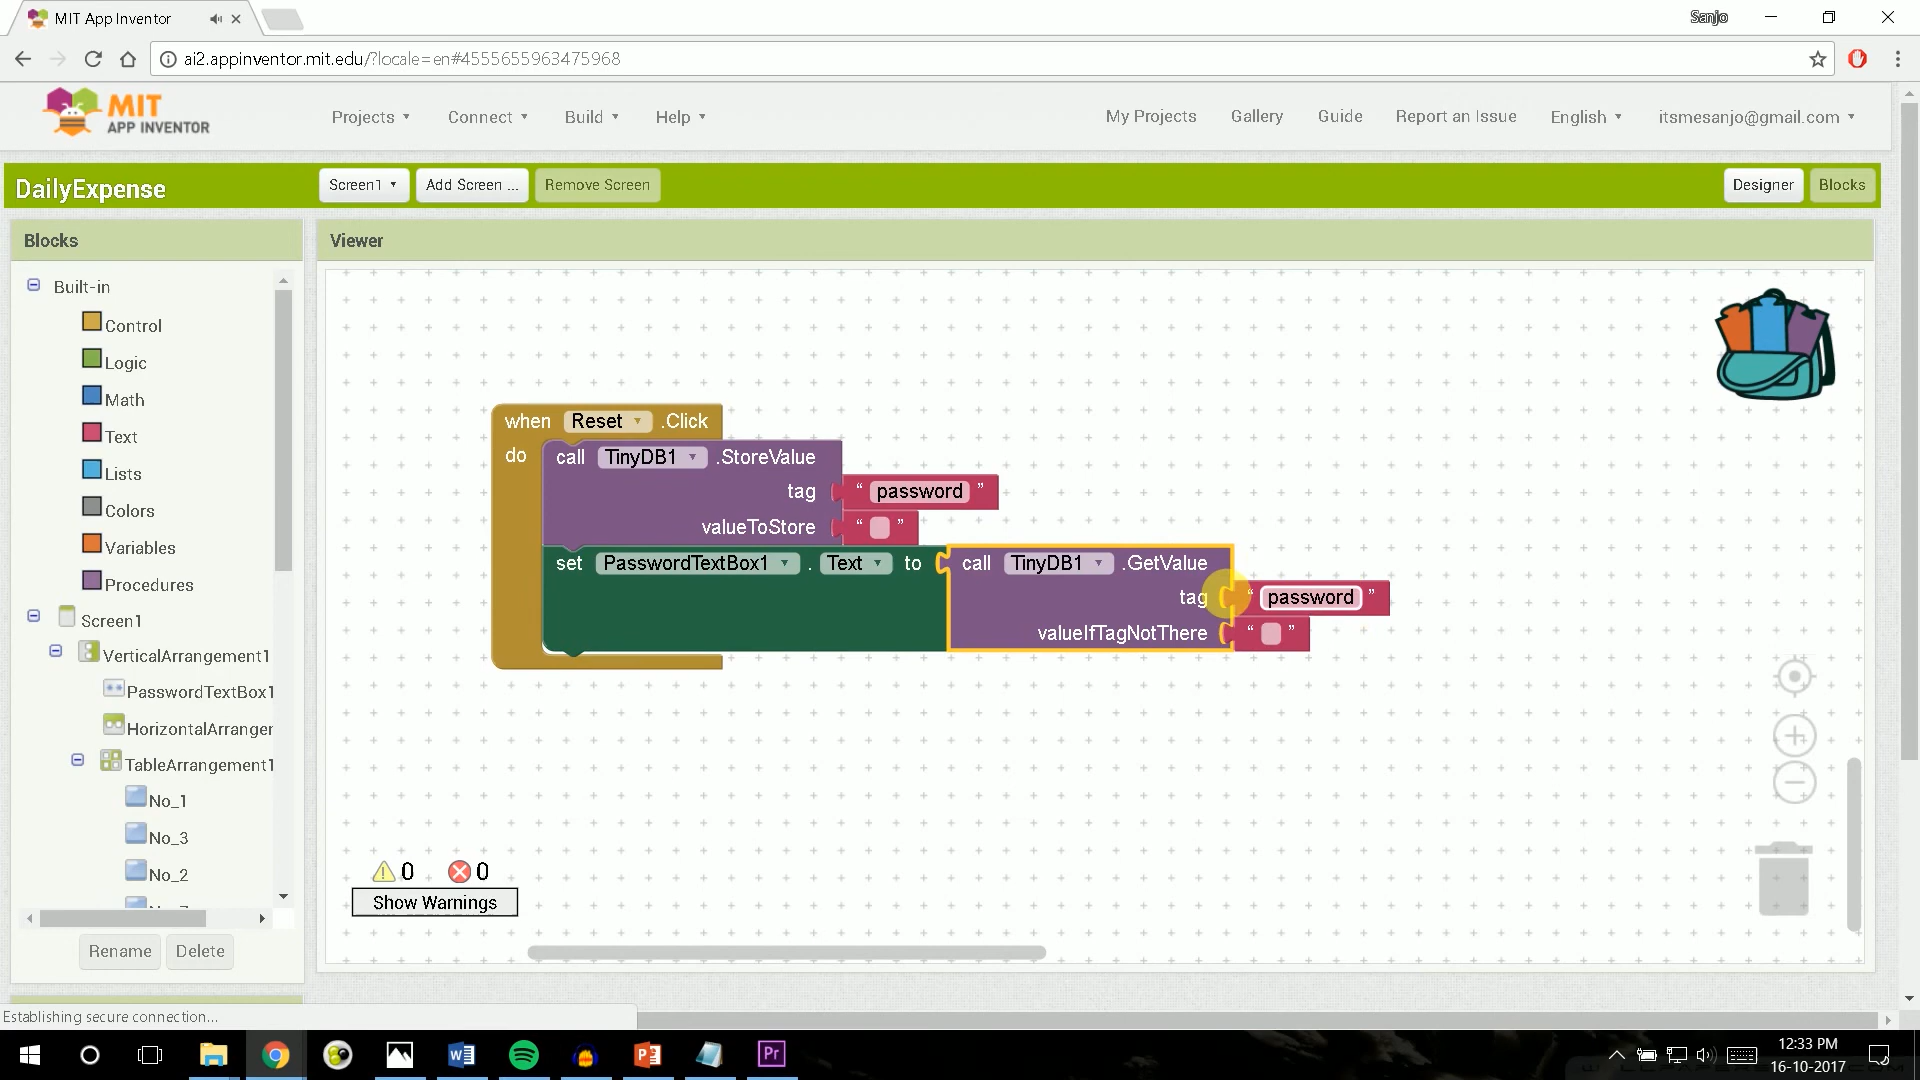 MIT App Inventor
Sanjo
ai2.appinventor.mit.edu/?locale=en#4555655963475968
MIT
APP INVENTOR
Projects
Connect
Build
Help
My Projects
Gallery
Guide
Report an Issue
English
itsmesanjo@gmail.com
DailyExpense
Screen1
Add Screen ...
Remove Screen
Designer
Blocks
Blocks
Viewer
Built-in
Control
Logic
Math
Text
Lists
Colors
Variables
Procedures
Screen1
VerticalArrangement1
PasswordTextBox1
HorizontalArranger
TableArrangement1
No_1
No_3
No_2
Rename
Delete
when Reset .Click
do call TinyDB1 .StoreValue
tag “ password ”
valueToStore “ ”
set PasswordTextBox1 . Text to call TinyDB1 .GetValue
tag “ password ”
valueIfTagNotThere “ ”
0 0
Show Warnings
Establishing secure connection...
12:33 PM
16-10-2017